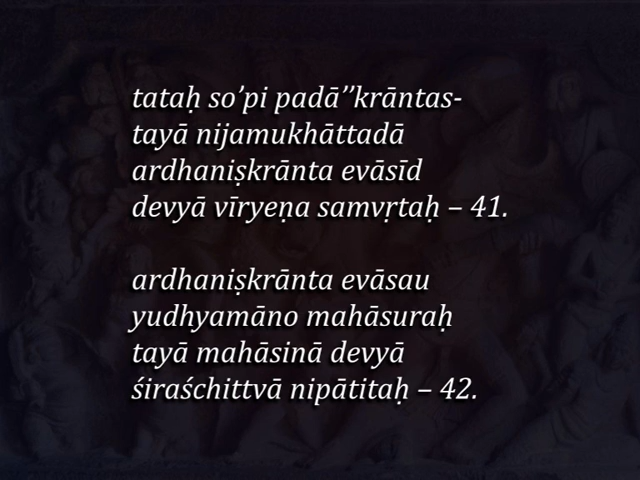 tataḥ so’pi padā’’krāntas-
tayā nijamukhāttadā
ardhaniṣkrānta evāsīd
devyā vīryeṇa samvṛtaḥ – 41.
ardhaniṣkrānta evāsau
yudhyamāno mahāsuraḥ
tayā mahāsinā devyā
śiraśchittvā nipātitaḥ – 42.